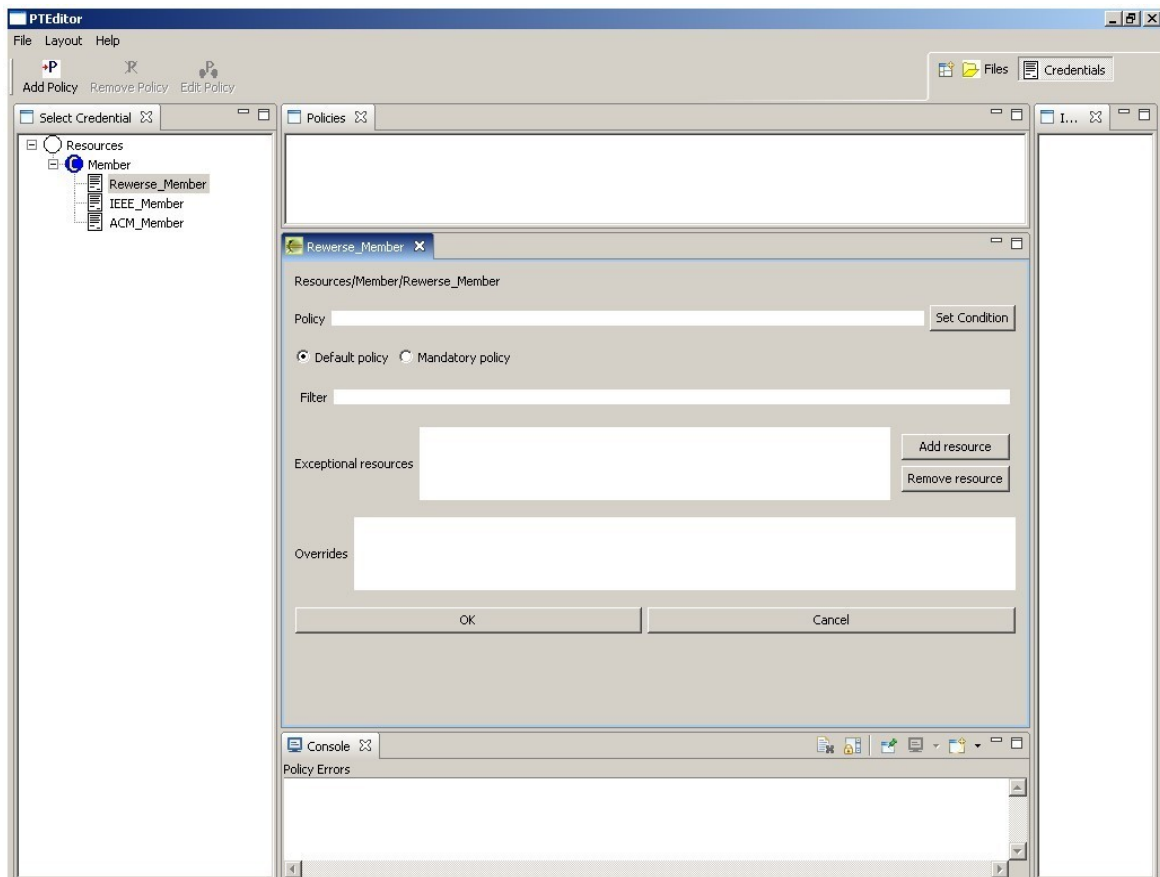 PTEditor
File Layout Help
Add Policy Remove Policy Edit Policy
Files Credentials
Select Credential
Resources
Member
Rewerse_Member
IEEE_Member
ACM_Member
Policies
I...
Rewerse_Member
Resources/Member/Rewerse_Member
Policy
Set Condition
Default policy Mandatory policy
Filter
Exceptional resources
Add resource
Remove resource
Overrides
OK Cancel
Console
Policy Errors